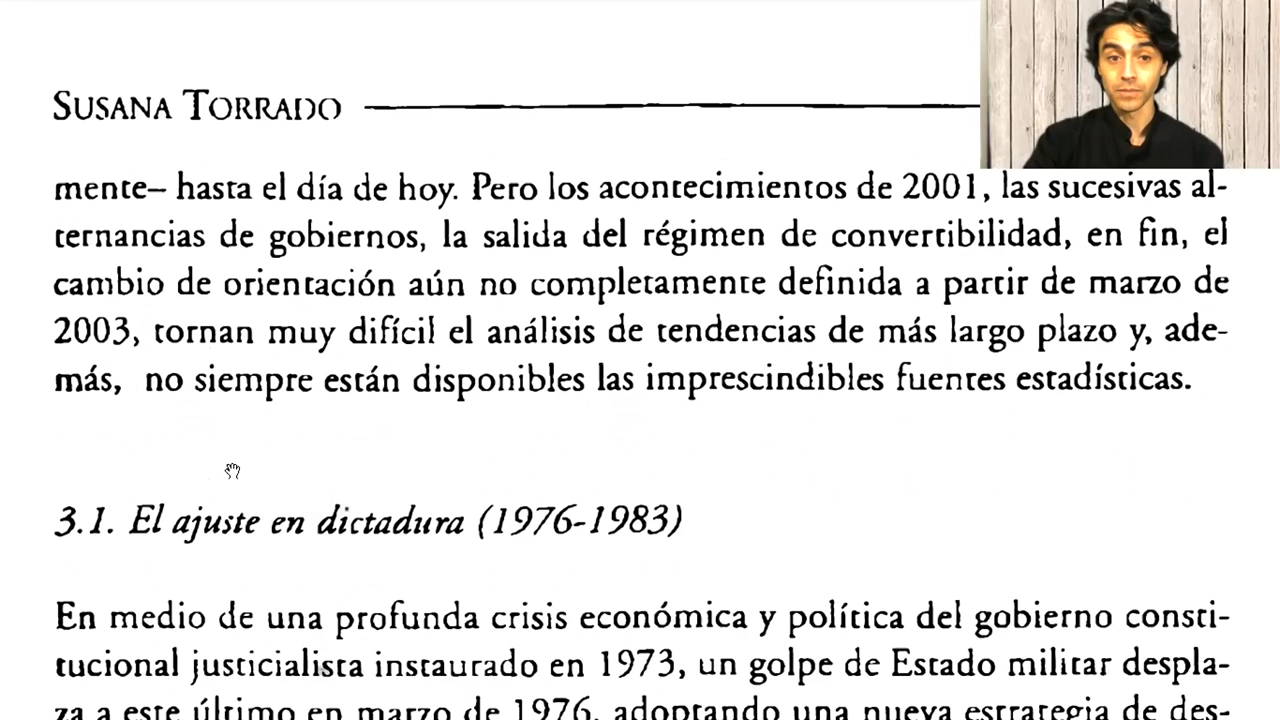 SUSANA TORRADO
mente– hasta el día de hoy. Pero los acontecimientos de 2001, las sucesivas al-
ternancias de gobiernos, la salida del régimen de convertibilidad, en fin, el
cambio de orientación aún no completamente definida a partir de marzo de
2003, tornan muy difícil el análisis de tendencias de más largo plazo y, ade-
más, no siempre están disponibles las imprescindibles fuentes estadísticas.
3.1. El ajuste en dictadura (1976-1983)
En medio de una profunda crisis económica y política del gobierno consti-
tucional justicialista instaurado en 1973, un golpe de Estado militar despla-
za a este último en marzo de 1976, adoptando una nueva estrategia de des-